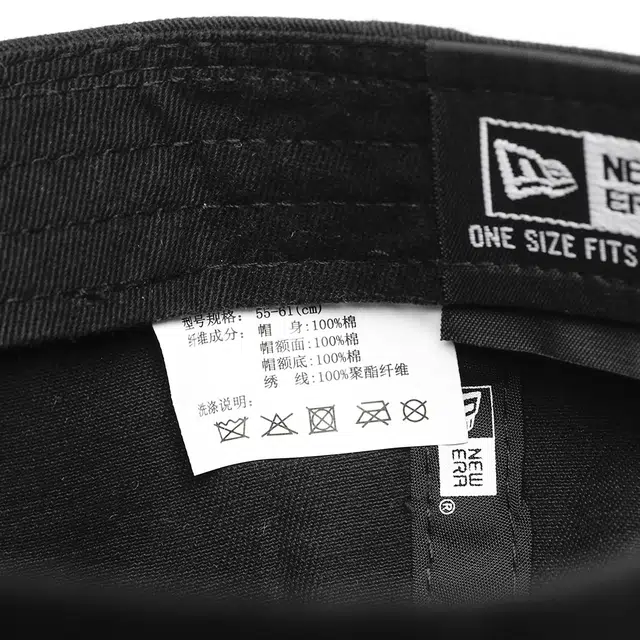 NE
ER
ONE SIZE FITS
型号规格: 55-61(cm)
纤维成分: 帽 身:100%棉
帽额面:100%棉
帽额底:100%棉
绣 线:100%聚酯纤维
洗涤说明:
NEW
ERA
®